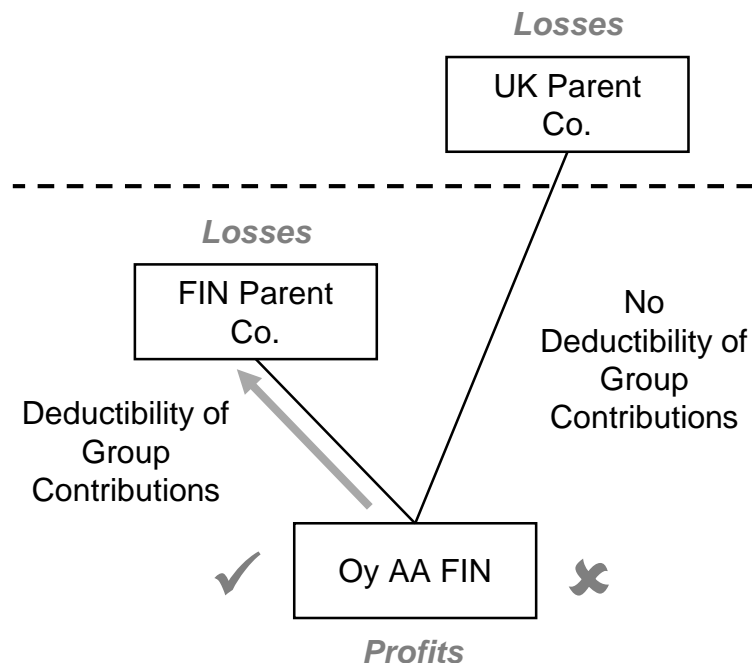 Losses
UK Parent
Co.
Losses
FIN Parent
Co.
No
Deductibility of
Group
Contributions
Deductibility of
Group
Contributions
Oy AA FIN
Profits